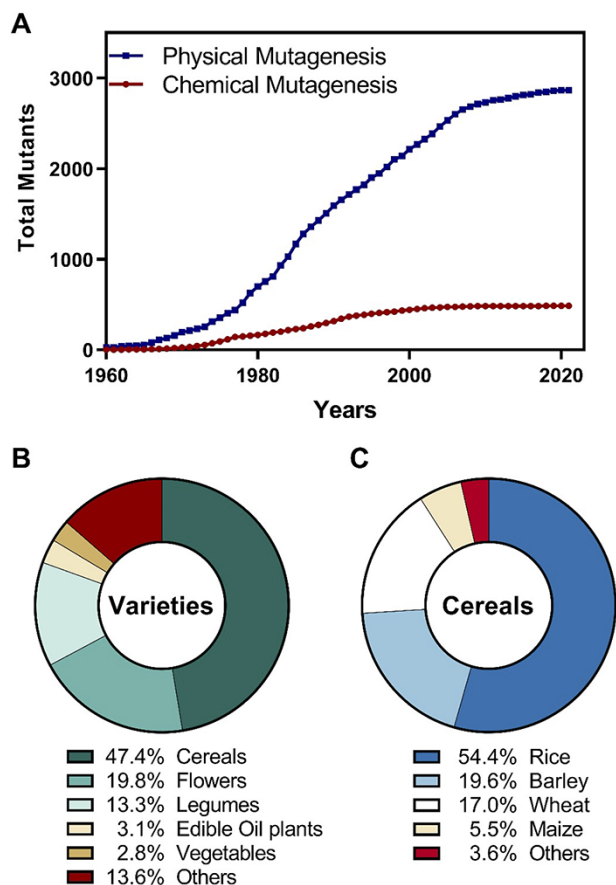 A
Physical Mutagenesis
Chemical Mutagenesis
Total Mutants
3000
2000
1000
0
1960
1980
2000
2020
Years
B
Varieties
47.4% Cereals
19.8% Flowers
13.3% Legumes
3.1% Edible Oil plants
2.8% Vegetables
13.6% Others
C
Cereals
54.4% Rice
19.6% Barley
17.0% Wheat
5.5% Maize
3.6% Others